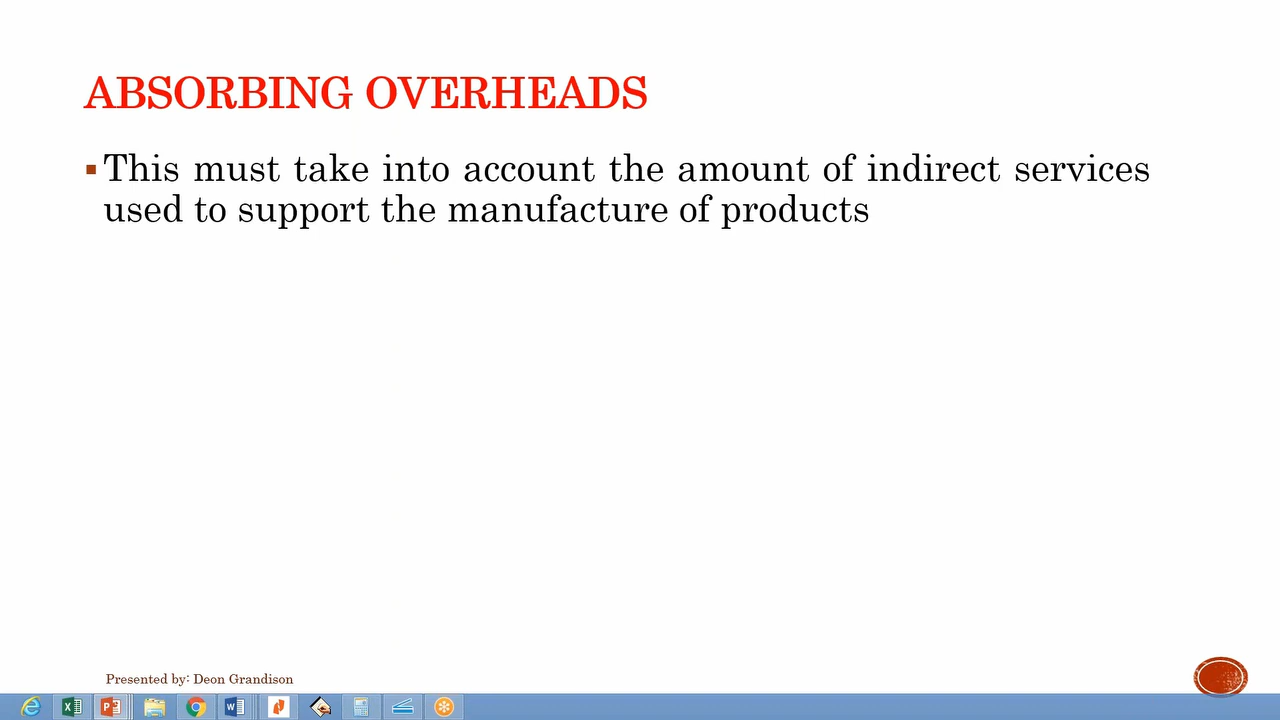 ABSORBING OVERHEADS
▪ This must take into account the amount of indirect services
used to support the manufacture of products
Presented by: Deon Grandison